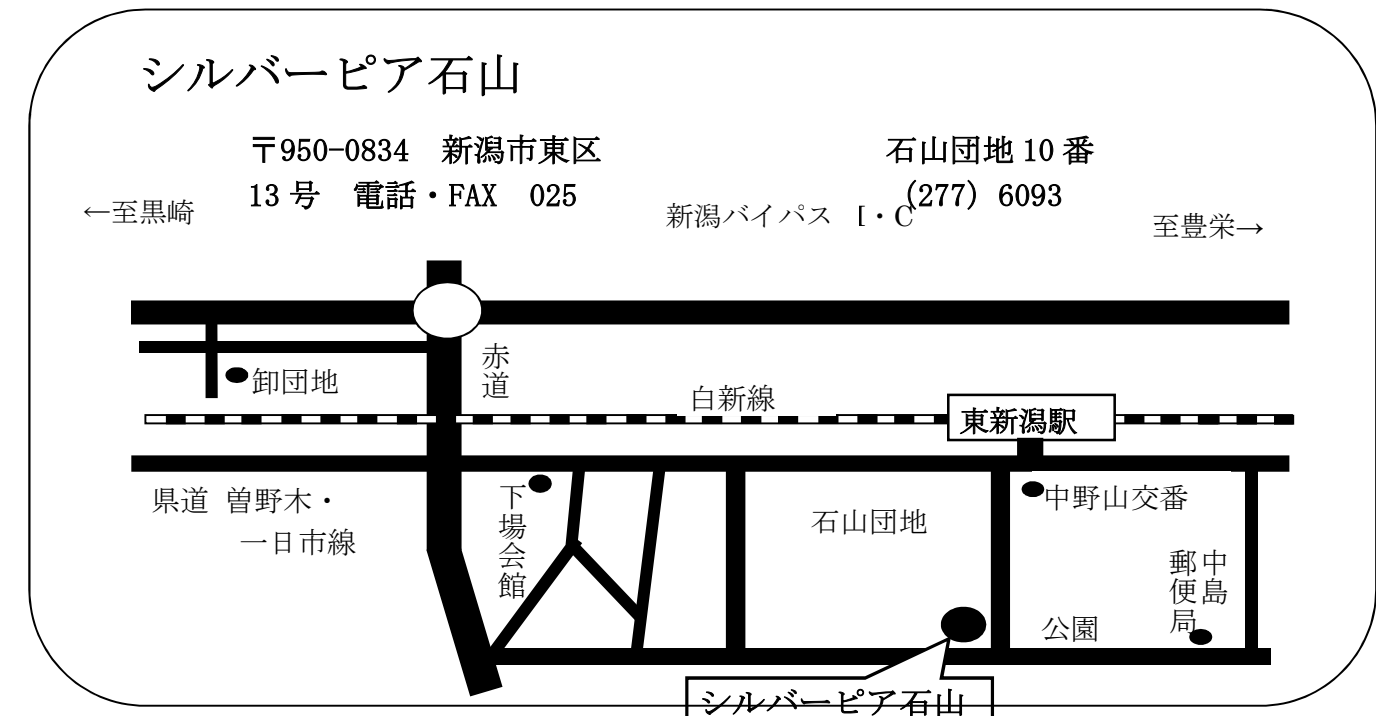 シルバーピア石山
〒950-0834　新潟市東区　石山団地 10 番
13 号　電話・FAX　025　(277) 6093
←至黒崎
新潟バイパス　I・C
至豊栄→
赤道
卸団地
白新線
東新潟駅
県道 曽野木・
一日市線
下場会館
石山団地
中野山交番
中島
郵便局
公園
シルバーピア石山